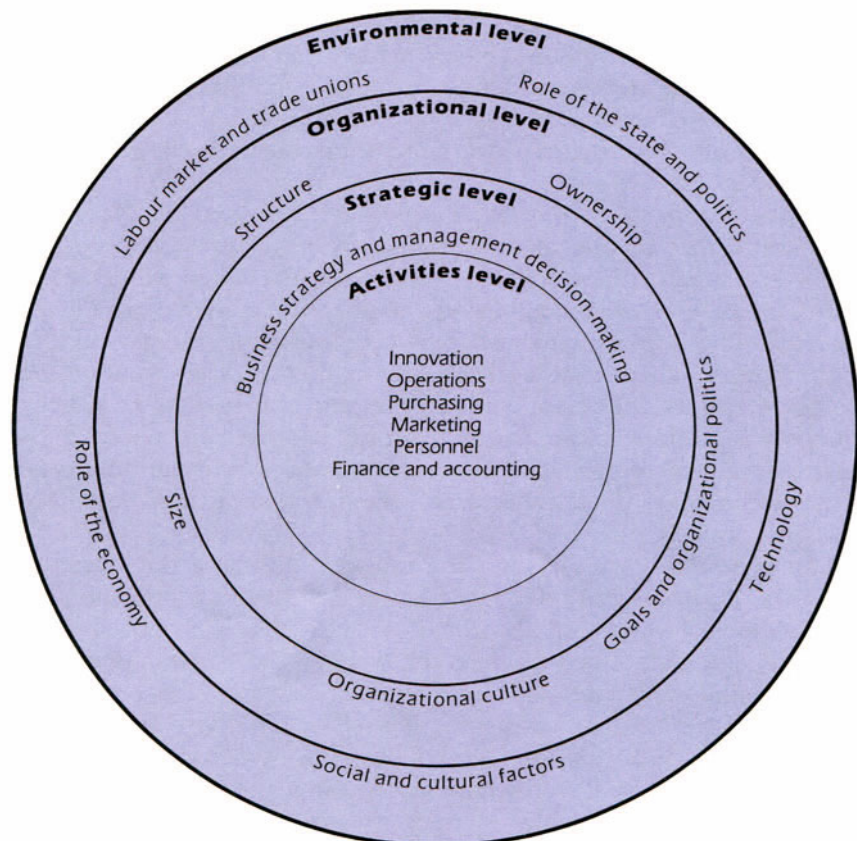 Environmental level
Labour market and trade unions
Role of the state and politics
Technology
Social and cultural factors
Role of the economy
Organizational level
Structure
Ownership
Goals and organizational politics
Organizational culture
Size
Strategic level
Business strategy and management decision-making
Activities level
Innovation
Operations
Purchasing
Marketing
Personnel
Finance and accounting